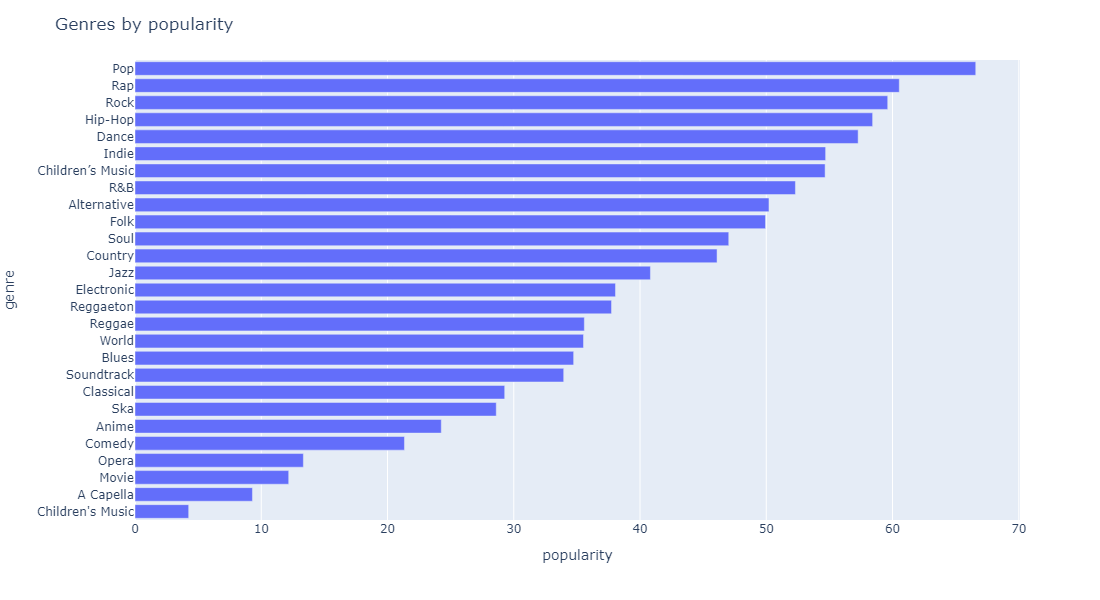 Genres by popularity
Pop
Rap
Rock
Hip-Hop
Dance
Indie
Children’s Music
R&B
Alternative
Folk
Soul
Country
Jazz
Electronic
Reggaeton
Reggae
World
Blues
Soundtrack
Classical
Ska
Anime
Comedy
Opera
Movie
A Capella
Children's Music
genre
0 10 20 30 40 50 60 70
popularity